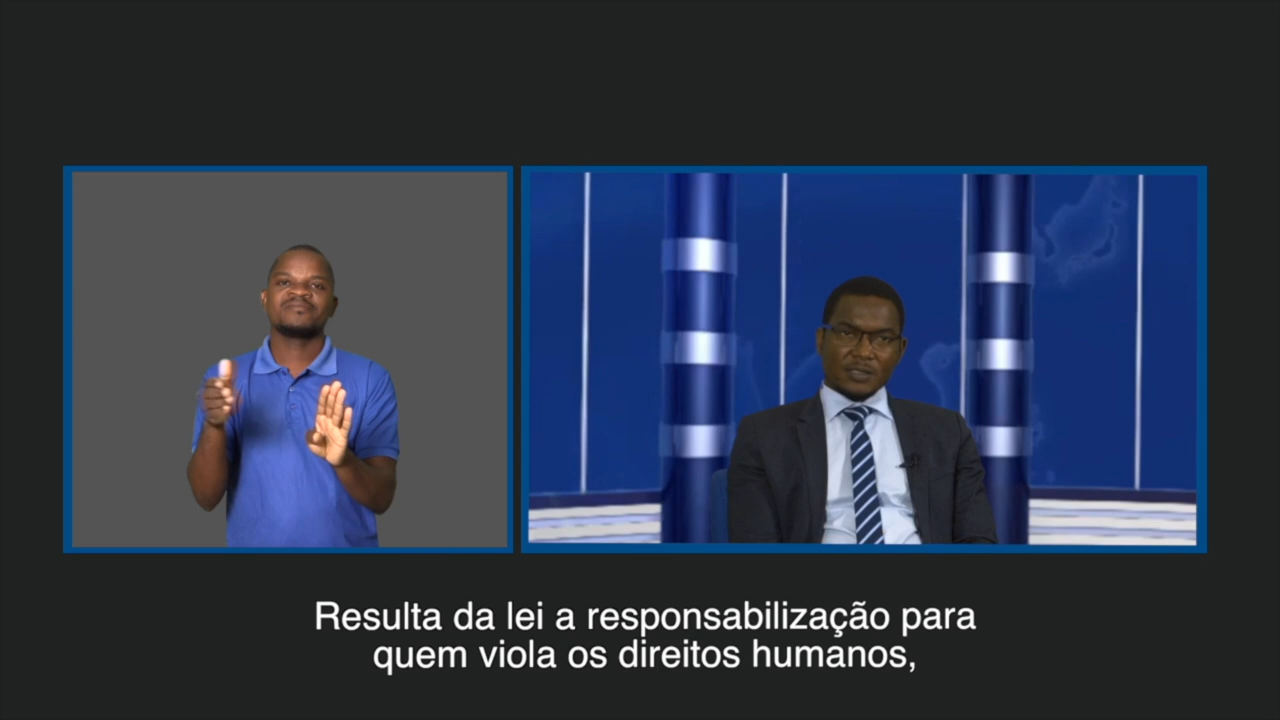 Resulta da lei a responsabilização para
quem viola os direitos humanos,